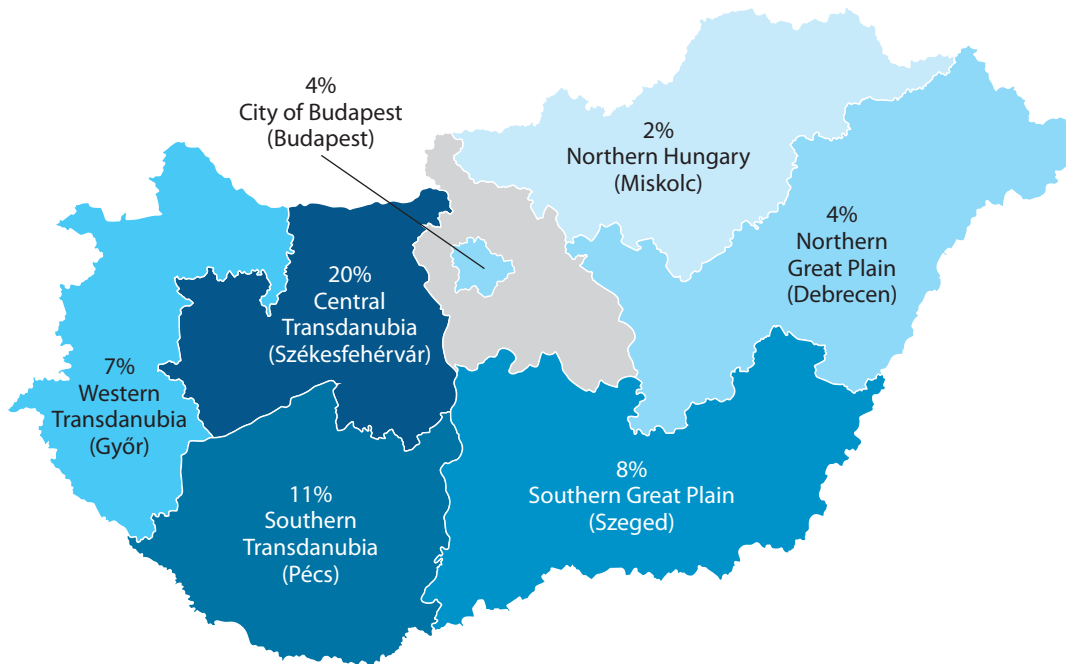 4%
City of Budapest
(Budapest)
2%
Northern Hungary
(Miskolc)
4%
Northern
Great Plain
(Debrecen)
20%
Central
Transdanubia
(Székesfehérvár)
7%
Western
Transdanubia
(Győr)
8%
Southern Great Plain
(Szeged)
11%
Southern
Transdanubia
(Pécs)